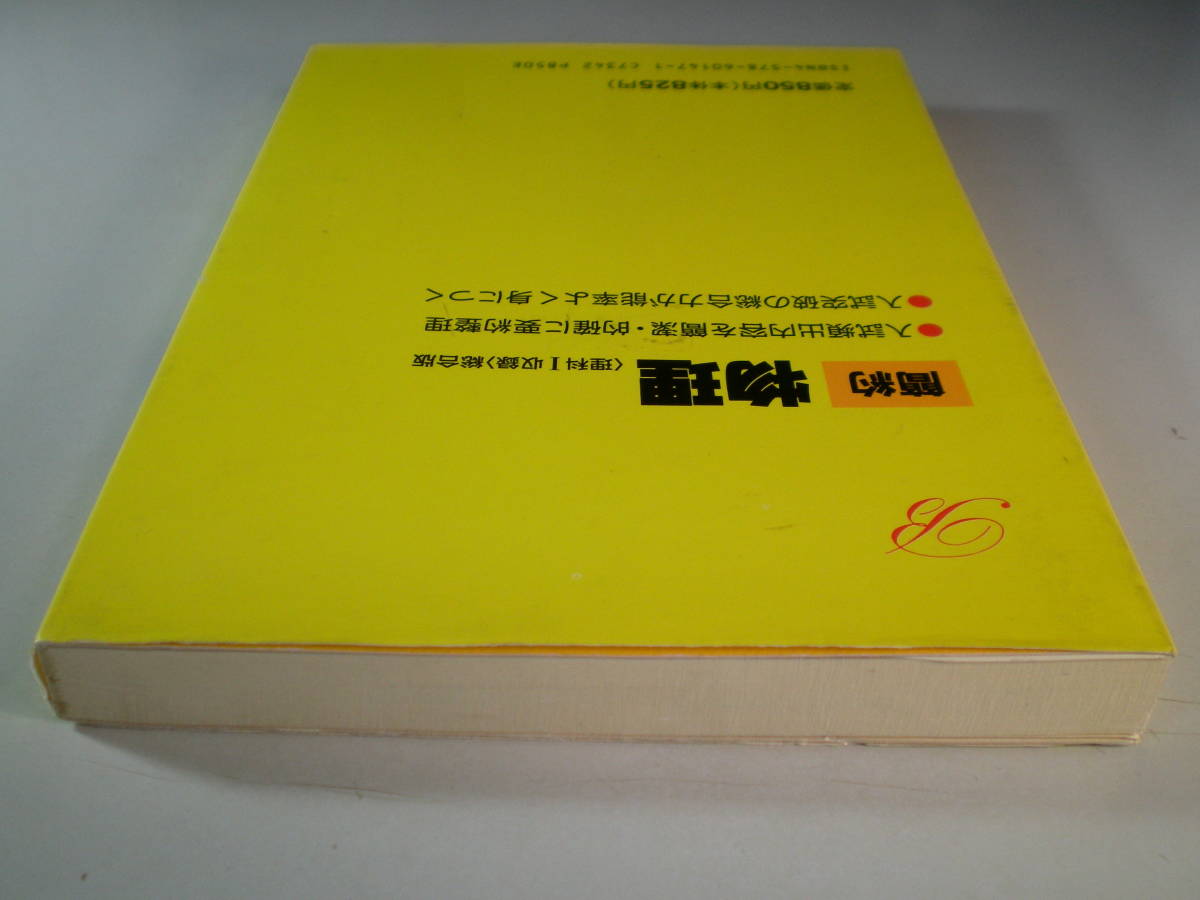 B
簡約 物理 〈理科Ⅰ収録〉総合版
●入試頻出内容を簡潔・的確に要約整理
●入試突破の総合力が能率よく身につく
定価850円(本体825円)
ISBN4-578-60147-1 C7342 P850E